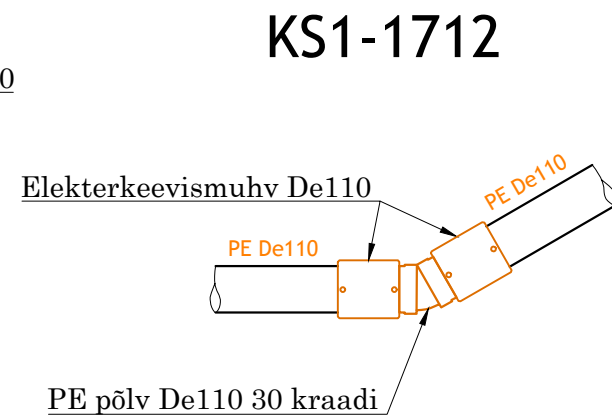 KS1-1712
0
Elekterkeevismuhv De110
PE De110
PE De110
PE põlv De110 30 kraadi